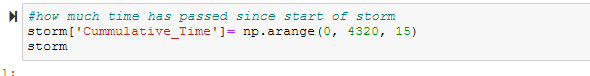 #how much time has passed since start of storm
storm['Cummulative_Time']= np.arange(0, 4320, 15)
storm